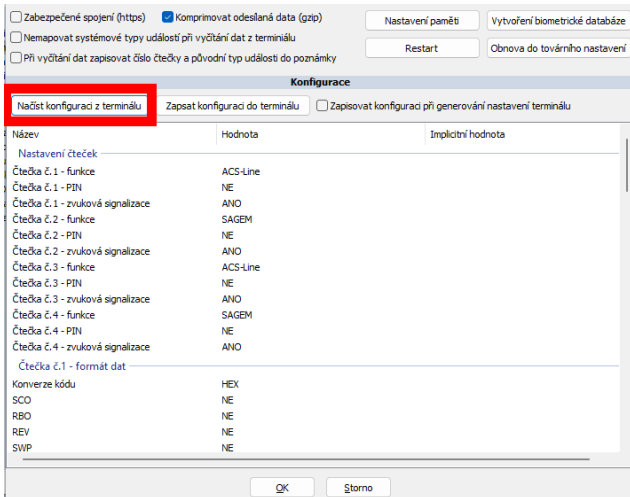 Zabezpečené spojení (https) Komprimovat odesílaná data (gzip) Nastavení paměti Vytvoření biometrické databáze
Nemapovat systémové typy událostí při vyčítání dat z terminálu
Restart Obnova do továrního nastavení
Při vyčítání dat zapisovat číslo čtečky a původní typ události do poznámky
Konfigurace
Načíst konfiguraci z terminálu Zapsat konfiguraci do terminálu Zapisovat konfiguraci při generování nastavení terminálu
Název Hodnota Implicitní hodnota
Nastavení čteček
Čtečka č.1 - funkce ACS-Line
Čtečka č.1 - PIN NE
Čtečka č.1 - zvuková signalizace ANO
Čtečka č.2 - funkce SAGEM
Čtečka č.2 - PIN NE
Čtečka č.2 - zvuková signalizace ANO
Čtečka č.3 - funkce ACS-Line
Čtečka č.3 - PIN NE
Čtečka č.3 - zvuková signalizace ANO
Čtečka č.4 - funkce SAGEM
Čtečka č.4 - PIN NE
Čtečka č.4 - zvuková signalizace ANO
Čtečka č.1 - formát dat
Konverze kódu HEX
SCO NE
RBO NE
REV NE
SWP NE
OK Storno